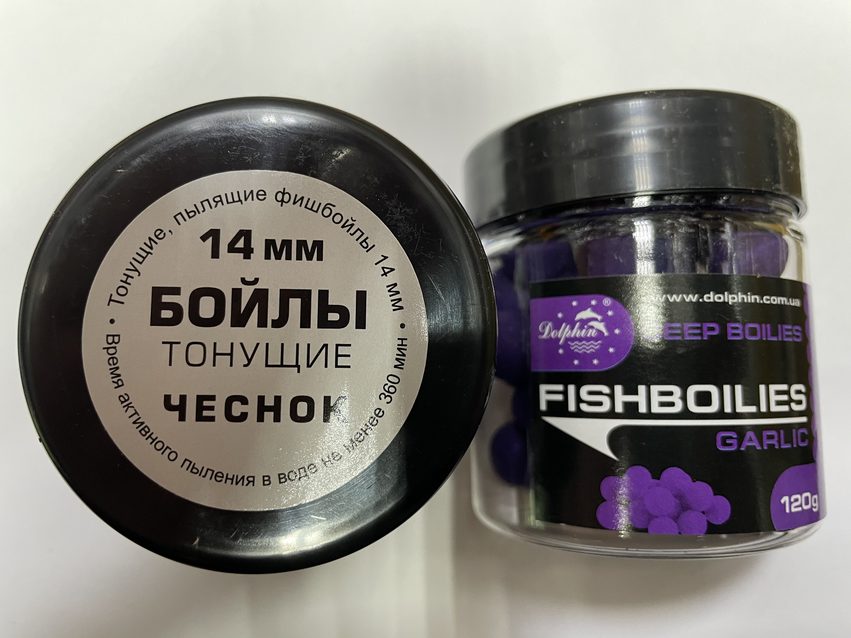 Тонущие, пылящие фишбойлы 14 мм •
14 мм
БОЙЛЫ
ТОНУЩИЕ
ЧЕСНОК
Время активного пыления в воде не менее 360 мин •
www.dolphin.com.ua
Dolphin ®
EEP BOILIES
FISHBOILIES
GARLIC
120g